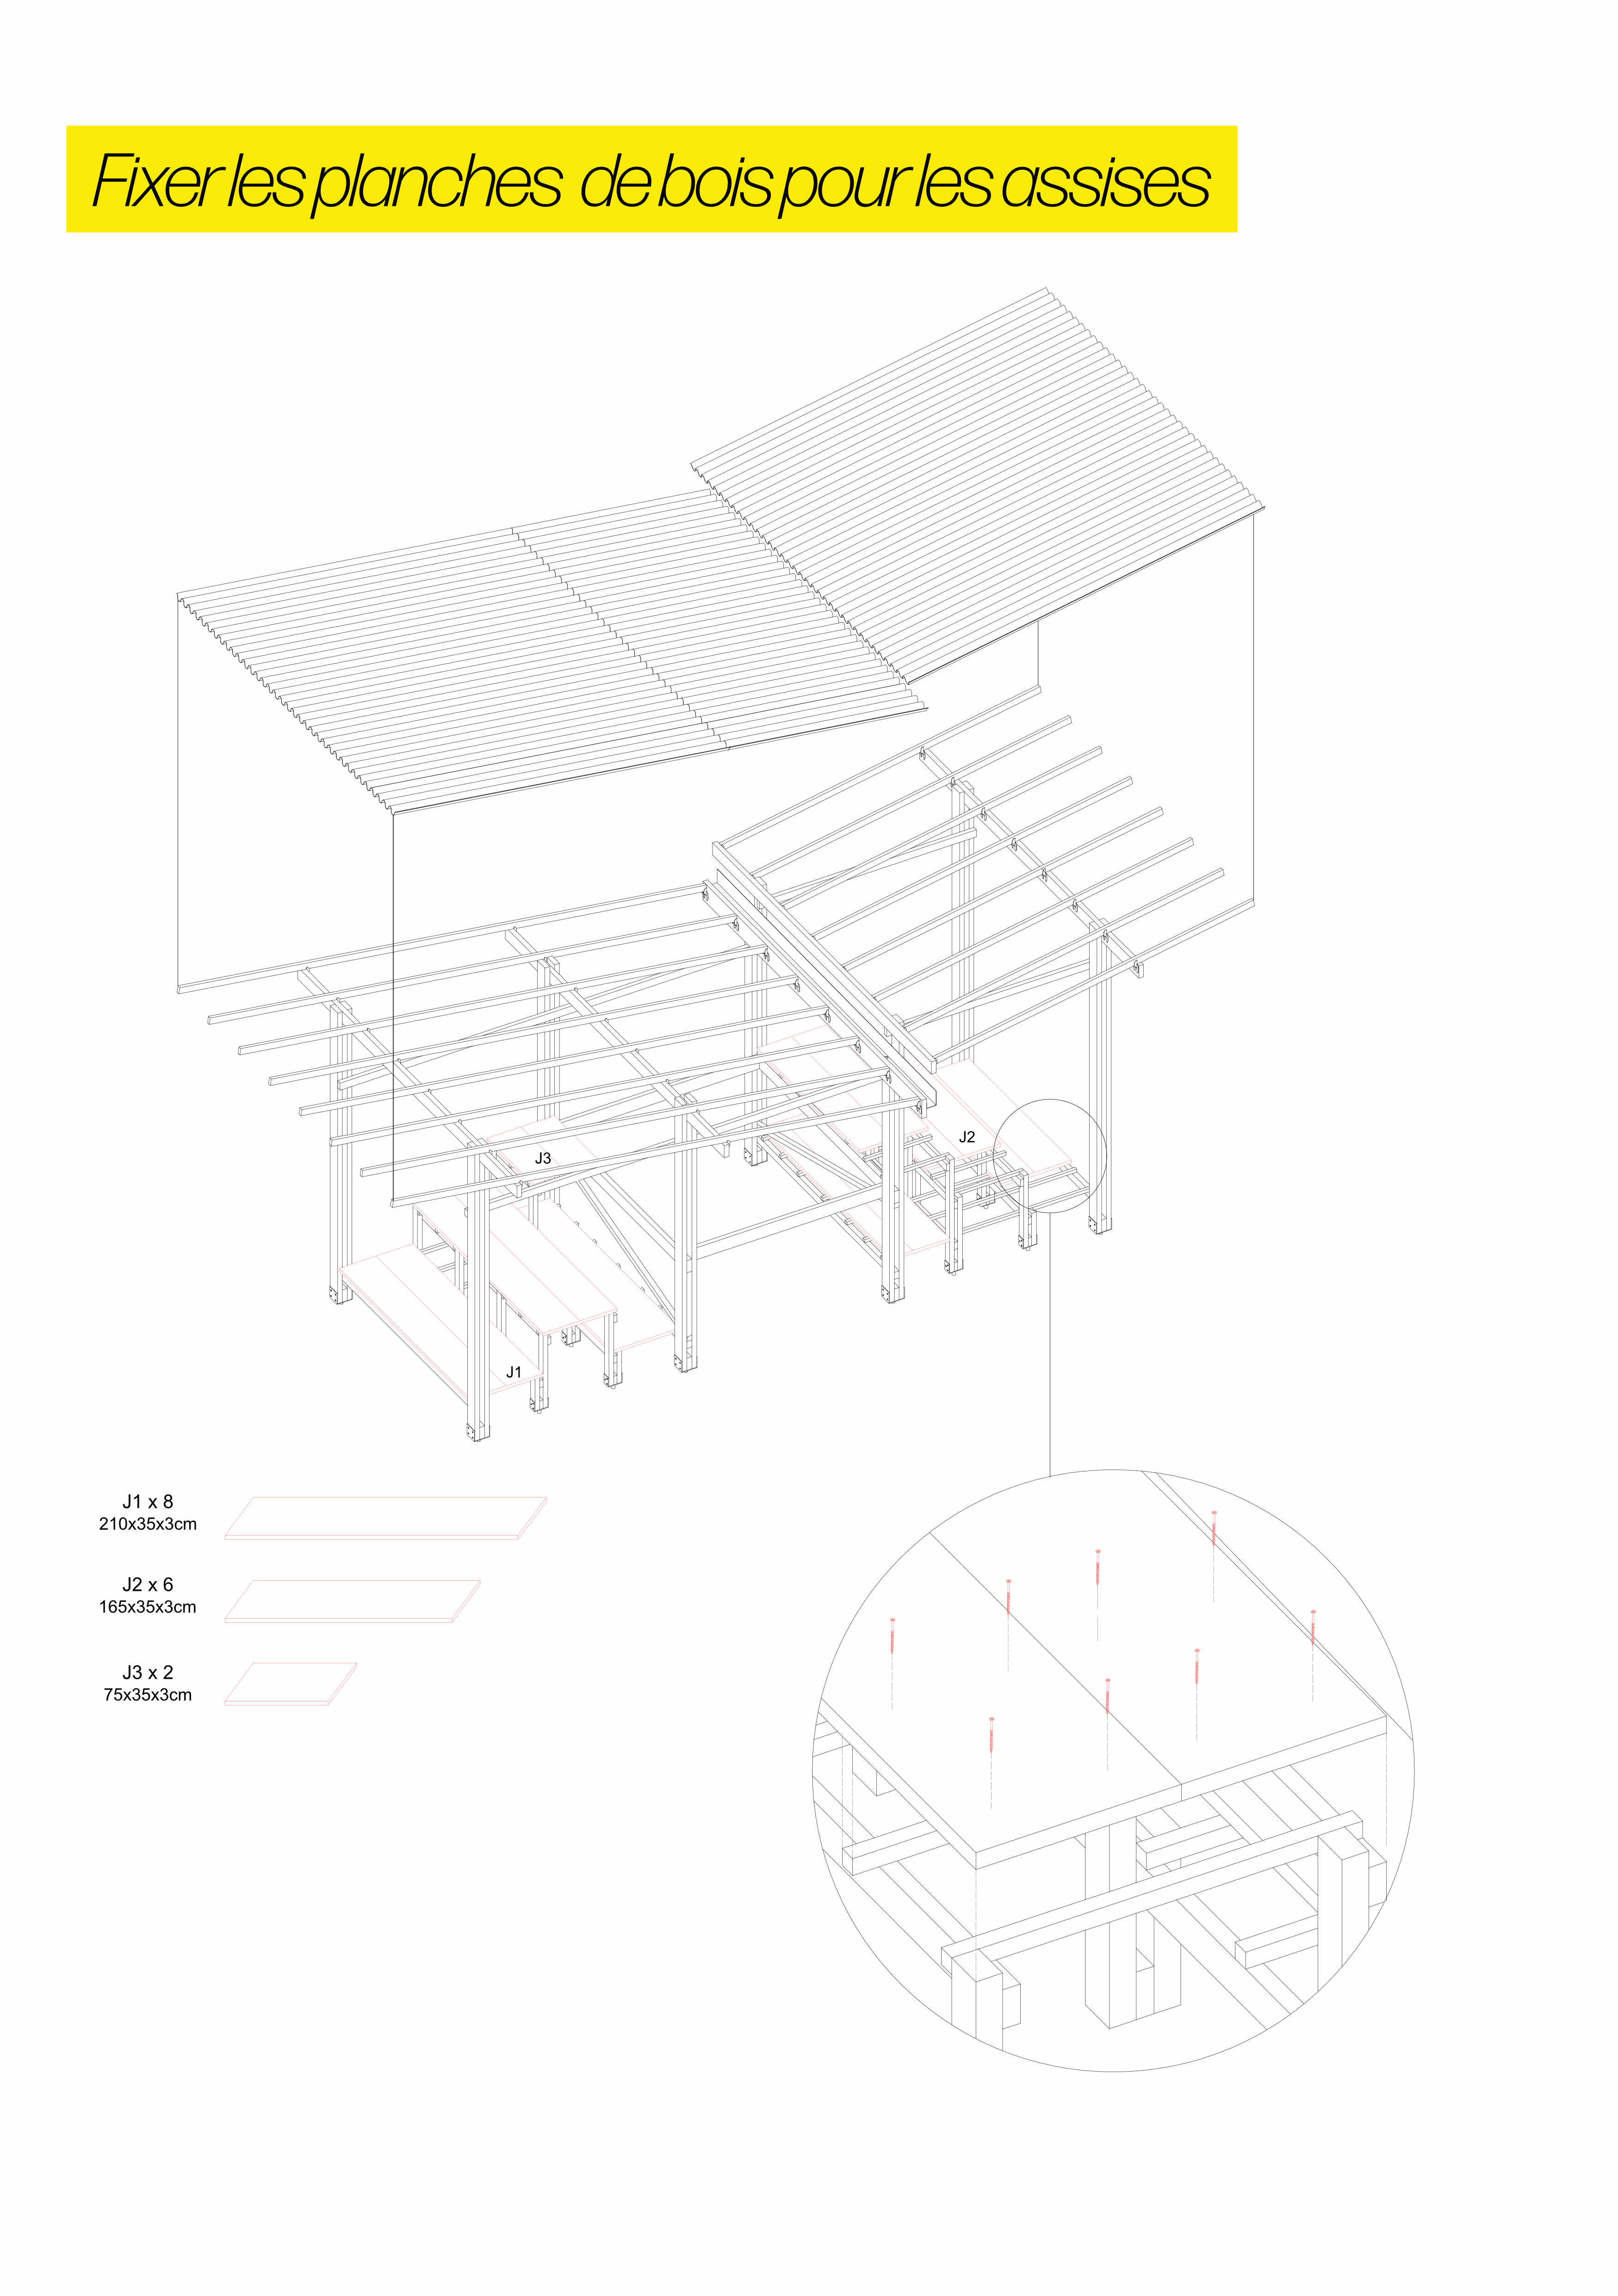 Fixer les planches de bois pour les assises
J2
J3
J1
J1 x 8
210x35x3cm
J2 x 6
165x35x3cm
J3 x 2
75x35x3cm